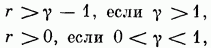 r > γ − 1, если γ > 1,
r > 0, если 0 < γ < 1,